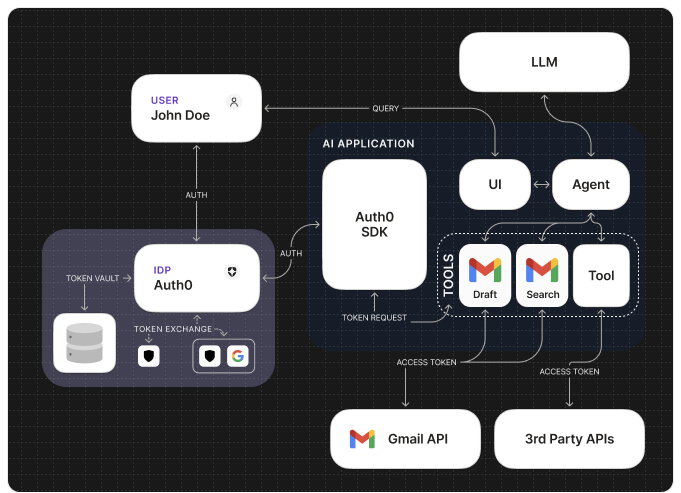 LLM
USER
John Doe
QUERY
AI APPLICATION
UI
Agent
Auth0
SDK
AUTH
AUTH
IDP
Auth0
TOKEN VAULT
TOOLS
Draft
Search
Tool
TOKEN REQUEST
TOKEN EXCHANGE
ACCESS TOKEN
ACCESS TOKEN
Gmail API
3rd Party APIs